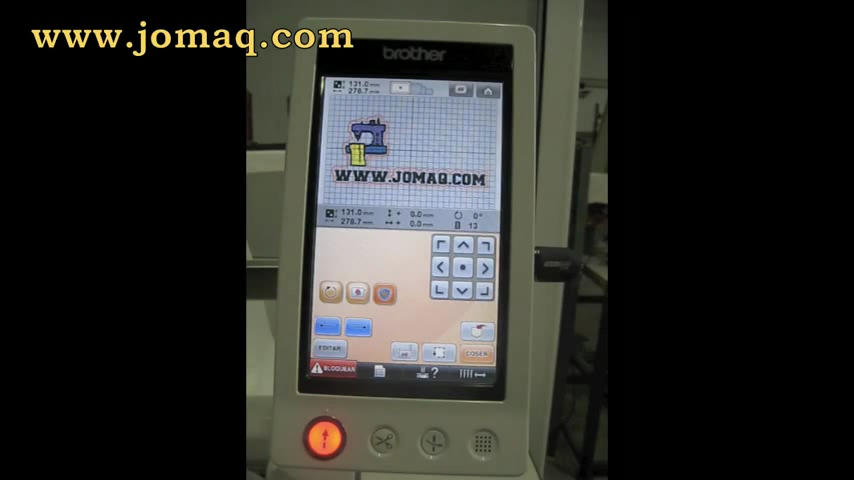 www.jomaq.com
brother
131.0 mm
278.7 mm
WWW.JOMAQ.COM
131.0 mm + 0.0 mm 0°
278.7 mm + 0.0 mm 13
EDITAR
COSER
BLOQUEAR
?